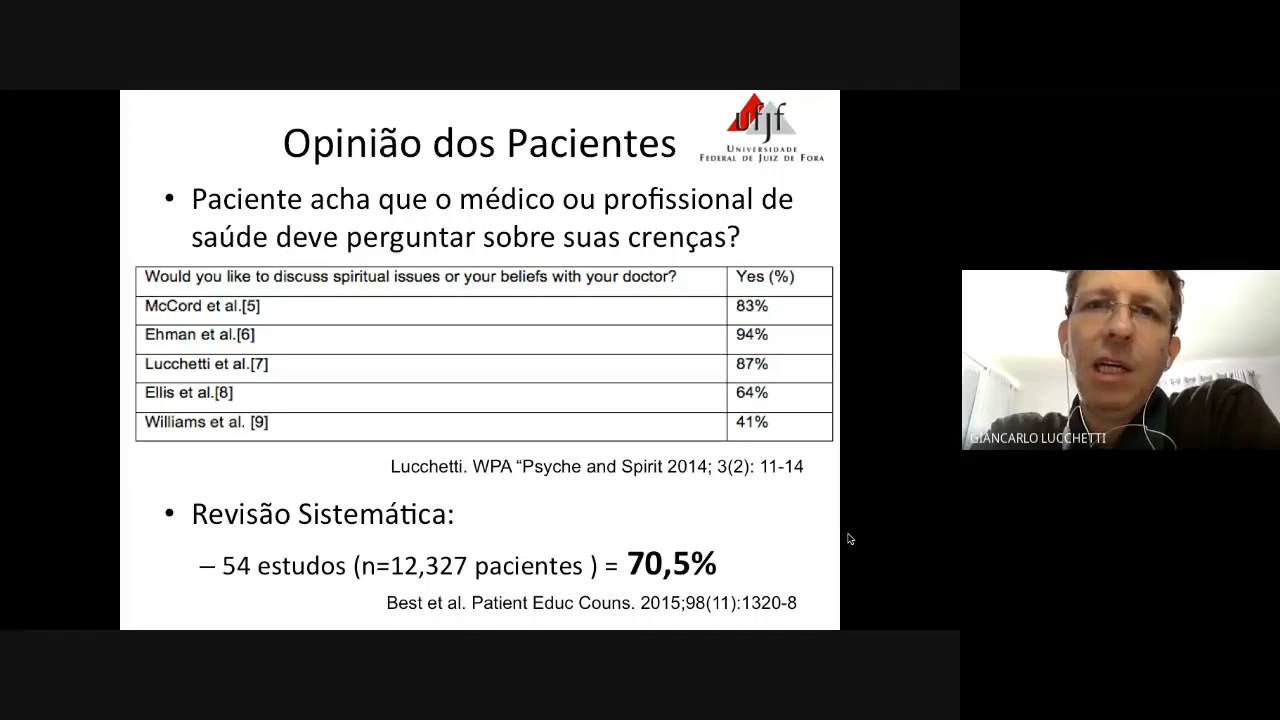 Opinião dos Pacientes
ufjf
UNIVERSIDADE
FEDERAL DE JUIZ DE FORA
• Paciente acha que o médico ou profissional de
saúde deve perguntar sobre suas crenças?
Would you like to discuss spiritual issues or your beliefs with your doctor? Yes (%)
McCord et al.[5] 83%
Ehman et al.[6] 94%
Lucchetti et al.[7] 87%
Ellis et al.[8] 64%
Williams et al. [9] 41%
Lucchetti. WPA “Psyche and Spirit 2014; 3(2): 11-14
• Revisão Sistemática:
– 54 estudos (n=12,327 pacientes ) = 70,5%
Best et al. Patient Educ Couns. 2015;98(11):1320-8
GIANCARLO LUCCHETTI